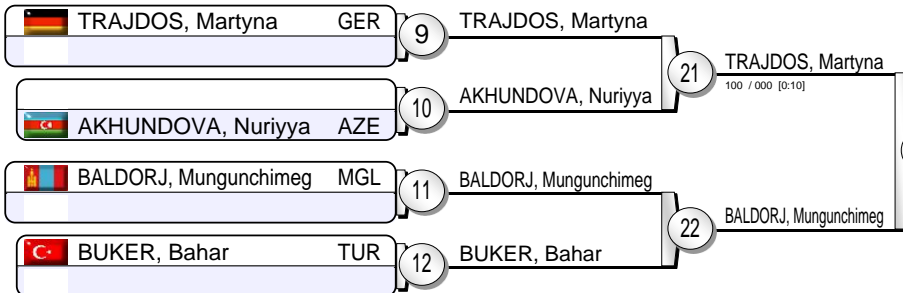 TRAJDOS, Martyna GER
9
TRAJDOS, Martyna
AKHUNDOVA, Nuriyya AZE
10
AKHUNDOVA, Nuriyya
21
TRAJDOS, Martyna
100 / 000 [0:10]
BALDORJ, Mungunchimeg MGL
11
BALDORJ, Mungunchimeg
22
BALDORJ, Mungunchimeg
BUKER, Bahar TUR
12
BUKER, Bahar